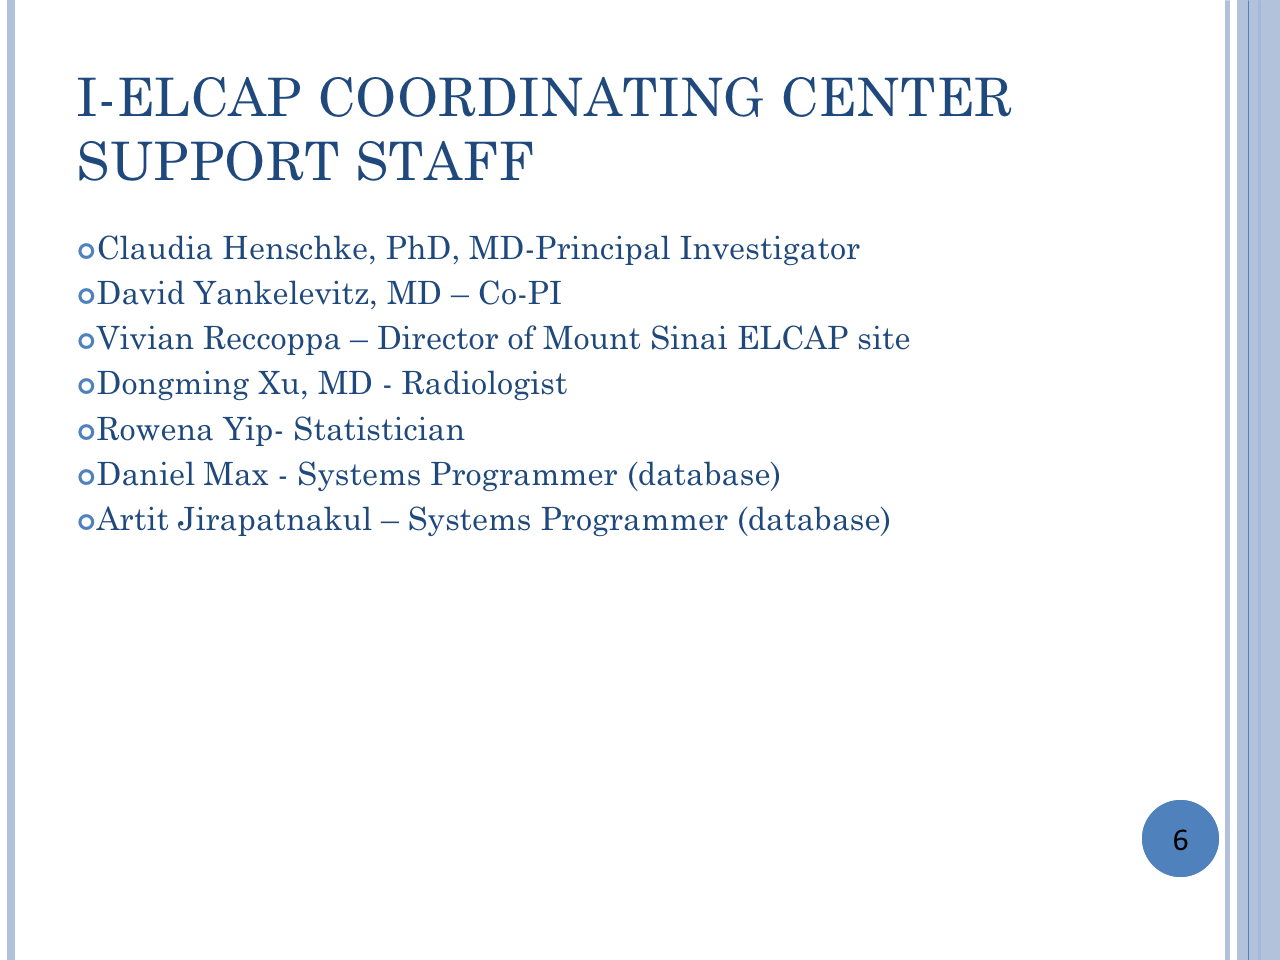 I-ELCAP COORDINATING CENTER
SUPPORT STAFF
Claudia Henschke, PhD, MD-Principal Investigator
David Yankelevitz, MD – Co-PI
Vivian Reccoppa – Director of Mount Sinai ELCAP site
Dongming Xu, MD - Radiologist
Rowena Yip- Statistician
Daniel Max - Systems Programmer (database)
Artit Jirapatnakul – Systems Programmer (database)
6